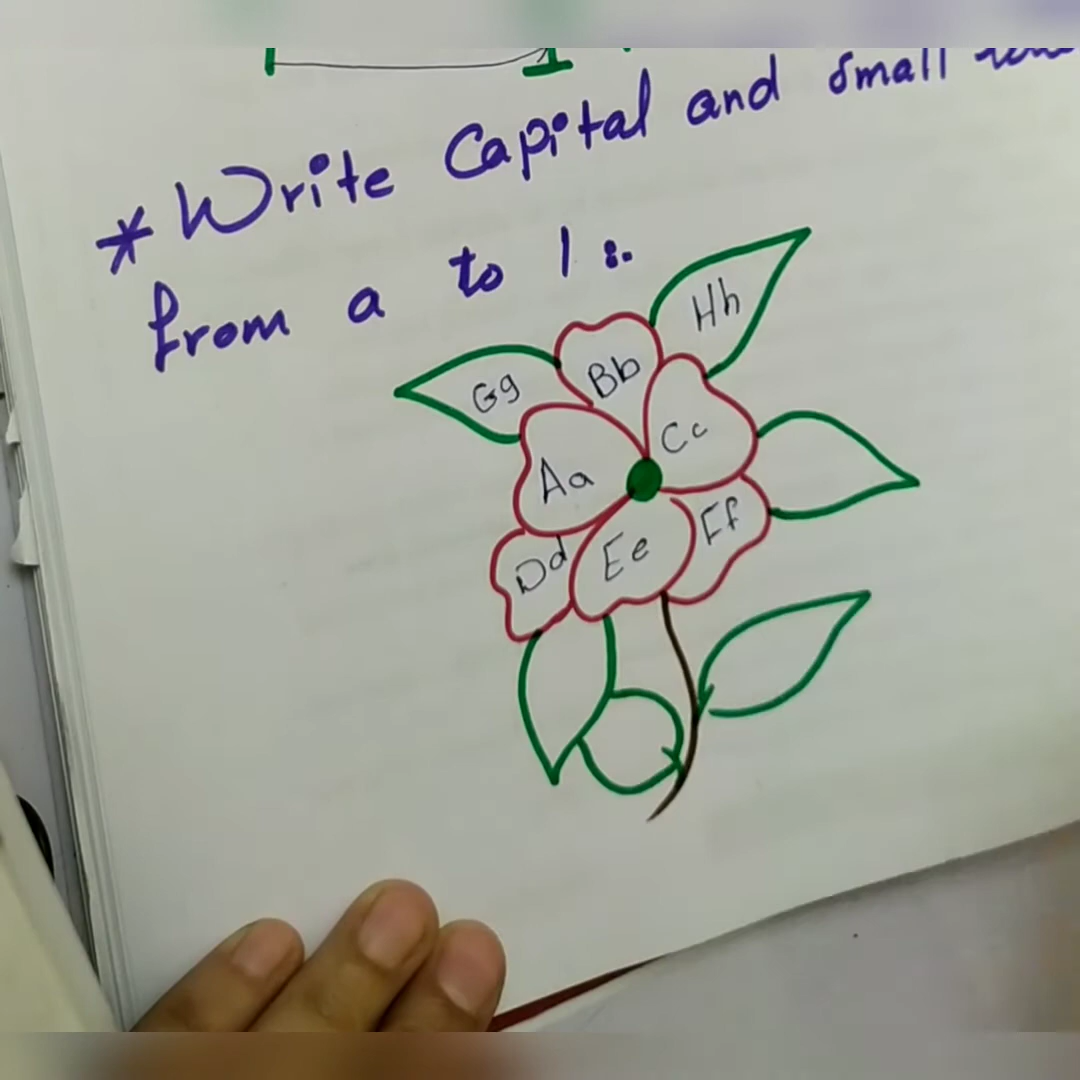 * Write Capital and small
from a to l :.
Hh
Gg
Bb
Cc
Aa
Ff
Dd
Ee